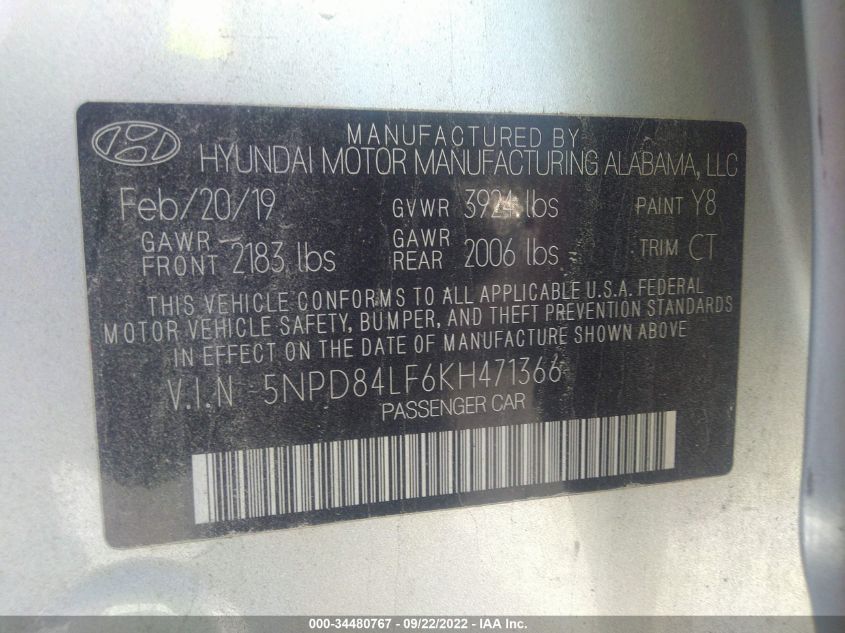 MANUFACTURED BY
HYUNDAI MOTOR MANUFACTURING ALABAMA, LLC
Feb/20/19 GVWR 3924 lbs PAINT Y8
GAWR FRONT 2183 lbs GAWR REAR 2006 lbs TRIM CT
THIS VEHICLE CONFORMS TO ALL APPLICABLE U.S.A. FEDERAL
MOTOR VEHICLE SAFETY, BUMPER, AND THEFT PREVENTION STANDARDS
IN EFFECT ON THE DATE OF MANUFACTURE SHOWN ABOVE
V.I.N - 5NPD84LF6KH471366
PASSENGER CAR
000-34480767 - 09/22/2022 - IAA Inc.